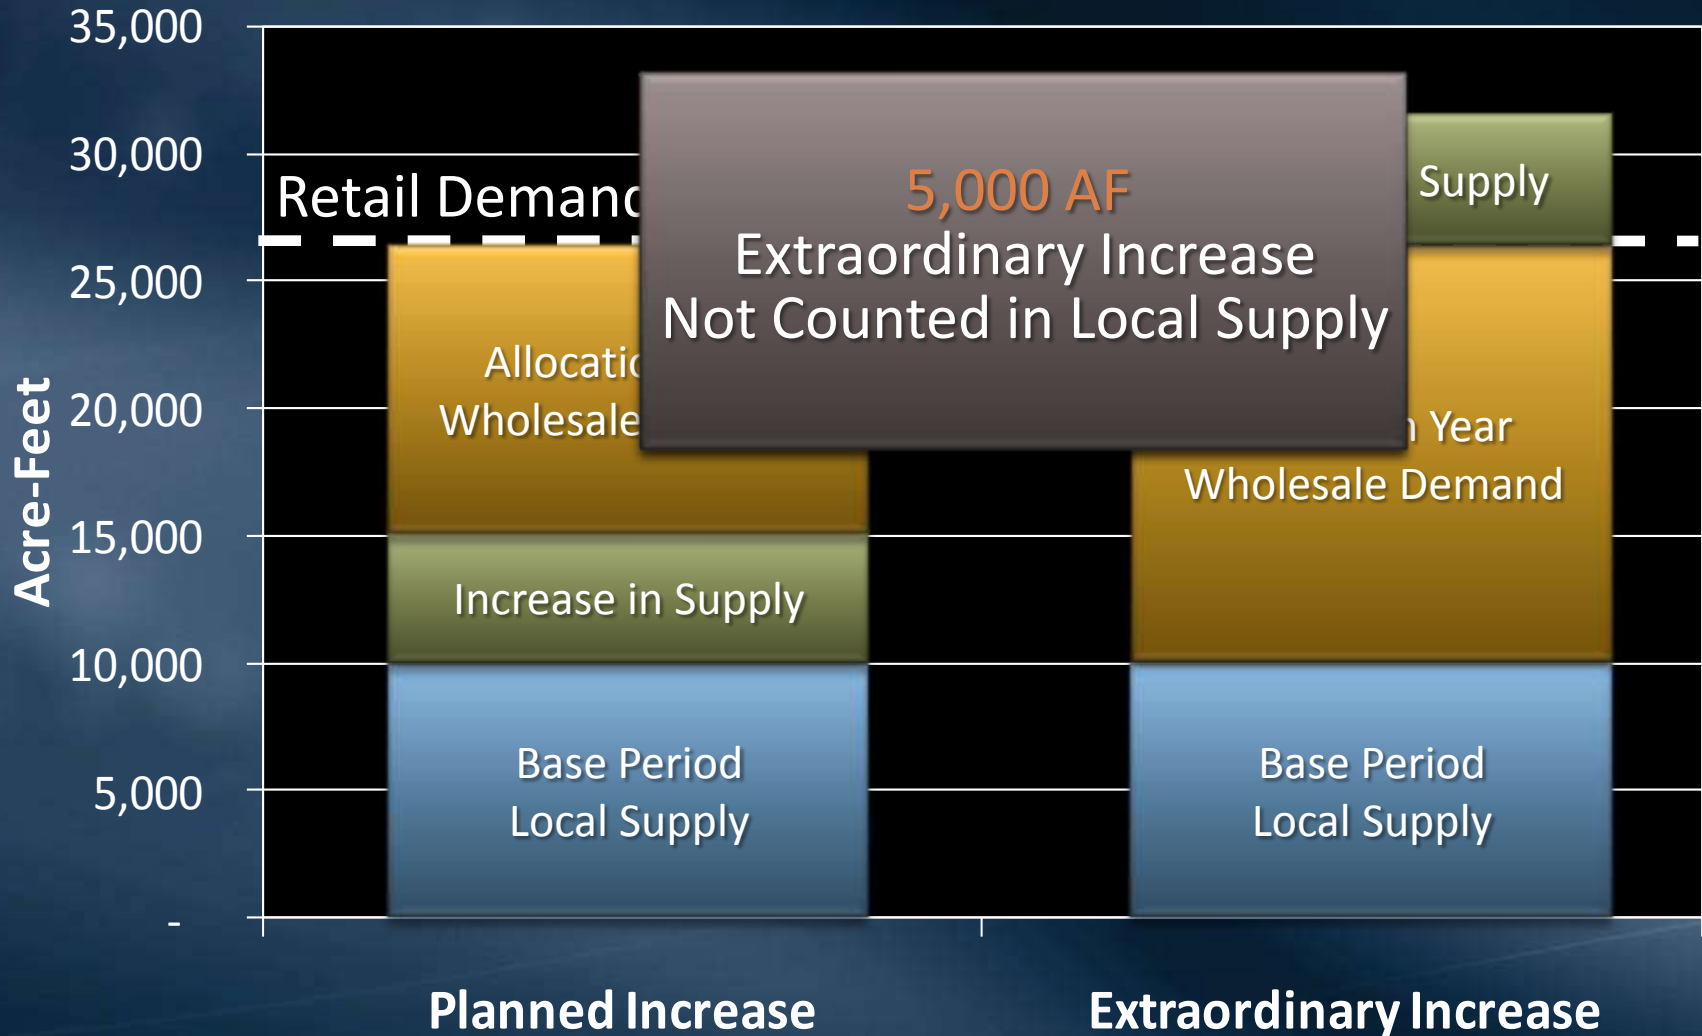 35,000
30,000
25,000
20,000
15,000
10,000
5,000
-
Acre-Feet
Retail Deman
5,000 AF
Extraordinary Increase
Not Counted in Local Supply
Supply
Wholesale
Year
Wholesale Demand
Increase in Supply
Base Period
Local Supply
Base Period
Local Supply
Planned Increase
Extraordinary Increase